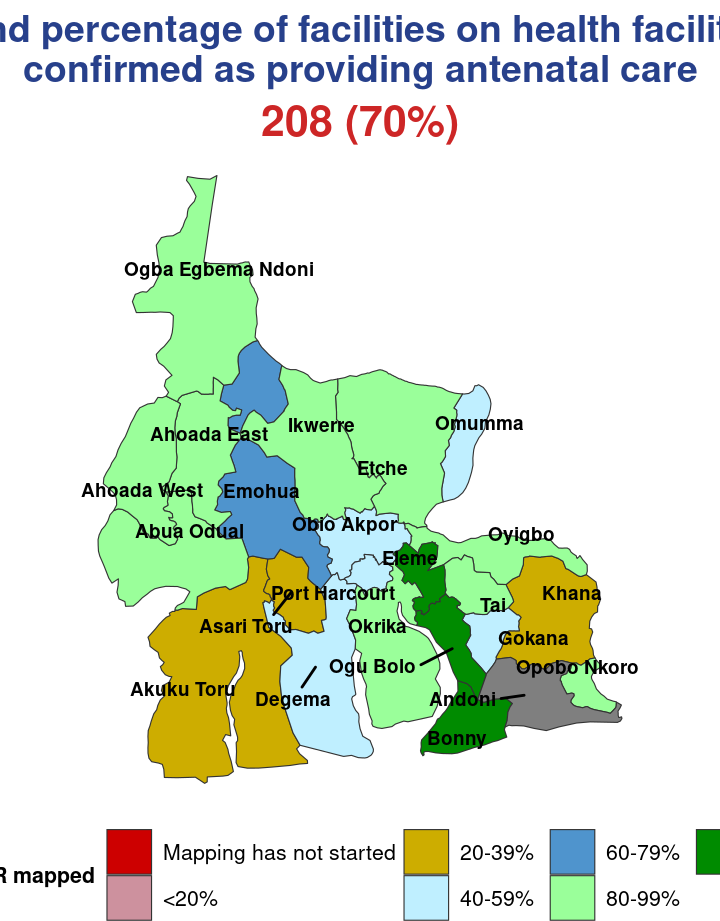 nd percentage of facilities on health facilit
confirmed as providing antenatal care
208 (70%)
Ogba Egbema Ndoni
Omumma
Ikwerre
Ahoada East
Etche
Ahoada West
Emohua
Obio Akpor
Abua Odual
Oyigbo
Eleme
Port Harcourt
Khana
Tai
Asari Toru
Okrika
Gokana
Ogu Bolo
Opobo Nkoro
Akuku Toru
Degema
Andoni
Bonny
R mapped
Mapping has not started
20-39%
60-79%
<20%
40-59%
80-99%